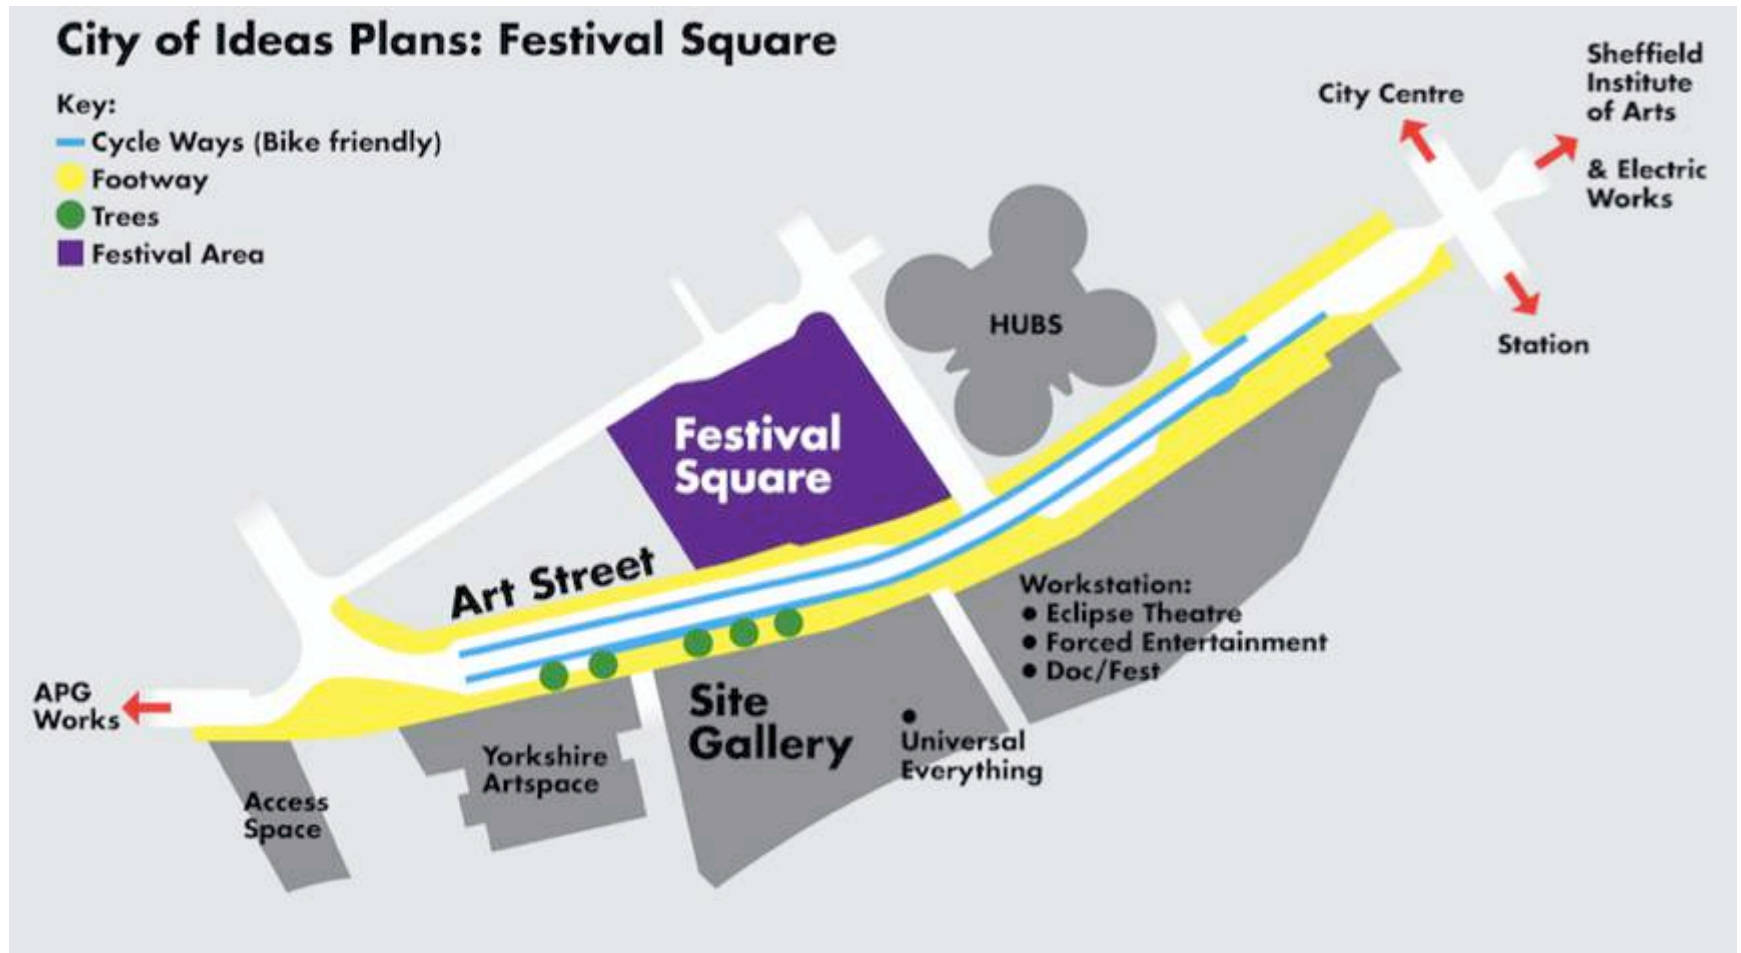 City of Ideas Plans: Festival Square
Key:
Cycle Ways (Bike friendly)
Footway
Trees
Festival Area
City Centre
Sheffield
Institute
of Arts
& Electric
Works
Station
HUBS
Festival
Square
Art Street
Workstation:
• Eclipse Theatre
• Forced Entertainment
• Doc/Fest
APG
Works
Site
Gallery
Universal
Everything
Yorkshire
Artspace
Access
Space